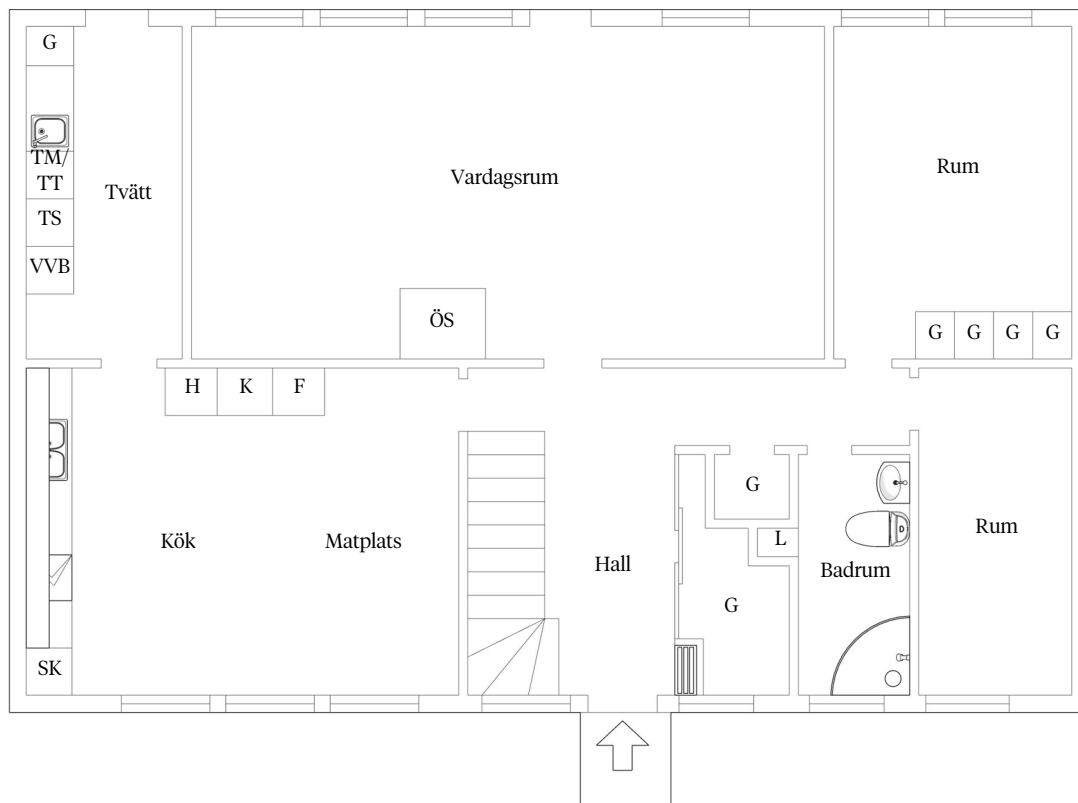 G
TM/
TT
Tvätt
Vardagsrum
Rum
TS
VVB
ÖS
G G G G
H K F
G
L
Kök
Matplats
Hall
Badrum
Rum
G
SK